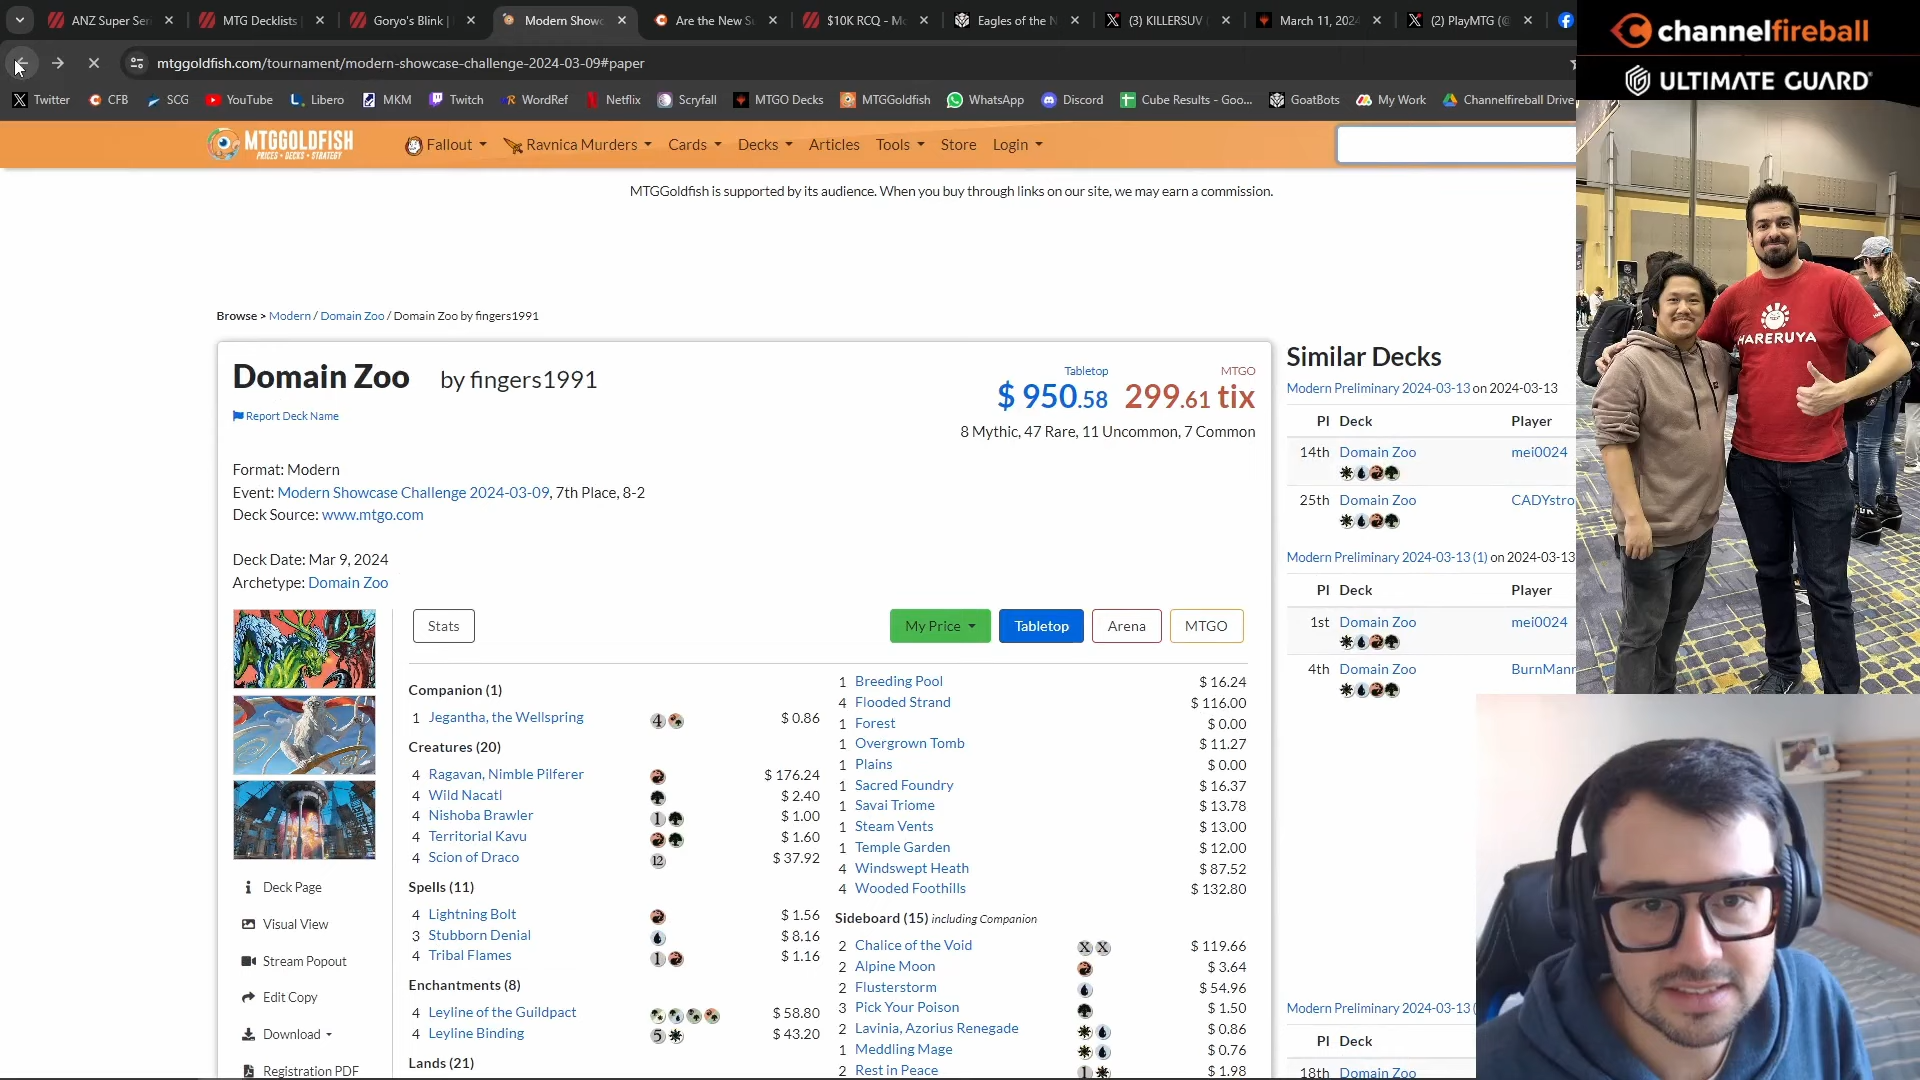 ANZ Super Ser
MTG Decklists
Goryo's Blink |
Modern Showc
Are the New S
$10K RCQ - Mo
Eagles of the N
(3) KILLERSUV
March 11, 2024
(2) PlayMTG (@
mtggoldfish.com/tournament/modern-showcase-challenge-2024-03-09#paper
Twitter
CFB
SCG
YouTube
Libero
MKM
Twitch
WordRef
Netflix
Scryfall
MTGO Decks
MTGGoldfish
WhatsApp
Discord
Cube Results - Goo...
GoatBots
My Work
Channelfireball Drive
channelfireball
ULTIMATE GUARD
MTGGOLDFISH
PRICES • DECKS • STRATEGY
Fallout
Ravnica Murders
Cards
Decks
Articles
Tools
Store
Login
MTGGoldfish is supported by its audience. When you buy through links on our site, we may earn a commission.
Browse > Modern / Domain Zoo / Domain Zoo by fingers1991
Domain Zoo by fingers1991
Report Deck Name
Tabletop
$ 950.58
MTGO
299.61 tix
8 Mythic, 47 Rare, 11 Uncommon, 7 Common
Format: Modern
Event: Modern Showcase Challenge 2024-03-09, 7th Place, 8-2
Deck Source: www.mtgo.com
Deck Date: Mar 9, 2024
Archetype: Domain Zoo
Stats
My Price
Tabletop
Arena
MTGO
Deck Page
Visual View
Stream Popout
Edit Copy
Download
Registration PDF
Companion (1)
1 Jegantha, the Wellspring 4 $ 0.86
Creatures (20)
4 Ragavan, Nimble Pilferer $ 176.24
4 Wild Nacatl $ 2.40
4 Nishoba Brawler 1 $ 1.00
4 Territorial Kavu $ 1.60
4 Scion of Draco 12 $ 37.92
Spells (11)
4 Lightning Bolt $ 1.56
3 Stubborn Denial $ 8.16
4 Tribal Flames 1 $ 1.16
Enchantments (8)
4 Leyline of the Guildpact $ 58.80
4 Leyline Binding 5 $ 43.20
Lands (21)
1 Breeding Pool $ 16.24
4 Flooded Strand $ 116.00
1 Forest $ 0.00
1 Overgrown Tomb $ 11.27
1 Plains $ 0.00
1 Sacred Foundry $ 16.37
1 Savai Triome $ 13.78
1 Steam Vents $ 13.00
1 Temple Garden $ 12.00
4 Windswept Heath $ 87.52
4 Wooded Foothills $ 132.80
Sideboard (15) including Companion
2 Chalice of the Void X X $ 119.66
2 Alpine Moon $ 3.64
2 Flusterstorm $ 54.96
3 Pick Your Poison $ 1.50
2 Lavinia, Azorius Renegade $ 0.86
1 Meddling Mage $ 0.76
2 Rest in Peace 1 $ 1.98
Similar Decks
Modern Preliminary 2024-03-13 on 2024-03-13
Pl Deck Player
14th Domain Zoo mei0024
25th Domain Zoo CADYstro
Modern Preliminary 2024-03-13 (1) on 2024-03-13
Pl Deck Player
1st Domain Zoo mei0024
4th Domain Zoo BurnMann
Modern Preliminary 2024-03-13 (
Pl Deck
18th Domain Zoo
HARERUYA